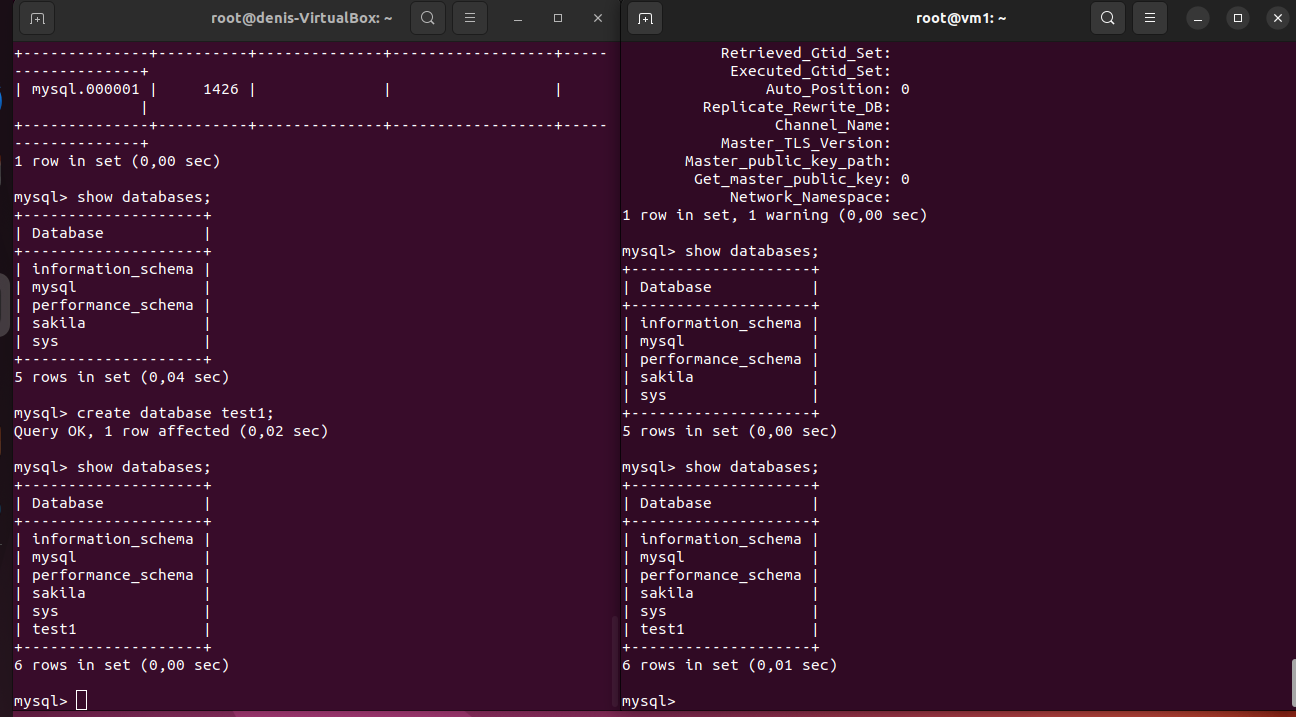 root@denis-VirtualBox: ~
+--------------+----------+--------------+------------------+-----
--------------+
| mysql.000001 |     1426 |              |                  |
              |
+--------------+----------+--------------+------------------+-----
--------------+
1 row in set (0,00 sec)
mysql> show databases;
+--------------------+
| Database           |
+--------------------+
| information_schema |
| mysql              |
| performance_schema |
| sakila             |
| sys                |
+--------------------+
5 rows in set (0,04 sec)
mysql> create database test1;
Query OK, 1 row affected (0,02 sec)
mysql> show databases;
+--------------------+
| Database           |
+--------------------+
| information_schema |
| mysql              |
| performance_schema |
| sakila             |
| sys                |
| test1              |
+--------------------+
6 rows in set (0,00 sec)
mysql>
root@vm1: ~
Retrieved_Gtid_Set:
Executed_Gtid_Set:
Auto_Position: 0
Replicate_Rewrite_DB:
Channel_Name:
Master_TLS_Version:
Master_public_key_path:
Get_master_public_key: 0
Network_Namespace:
1 row in set, 1 warning (0,00 sec)
mysql> show databases;
+--------------------+
| Database           |
+--------------------+
| information_schema |
| mysql              |
| performance_schema |
| sakila             |
| sys                |
+--------------------+
5 rows in set (0,00 sec)
mysql> show databases;
+--------------------+
| Database           |
+--------------------+
| information_schema |
| mysql              |
| performance_schema |
| sakila             |
| sys                |
| test1              |
+--------------------+
6 rows in set (0,01 sec)
mysql>